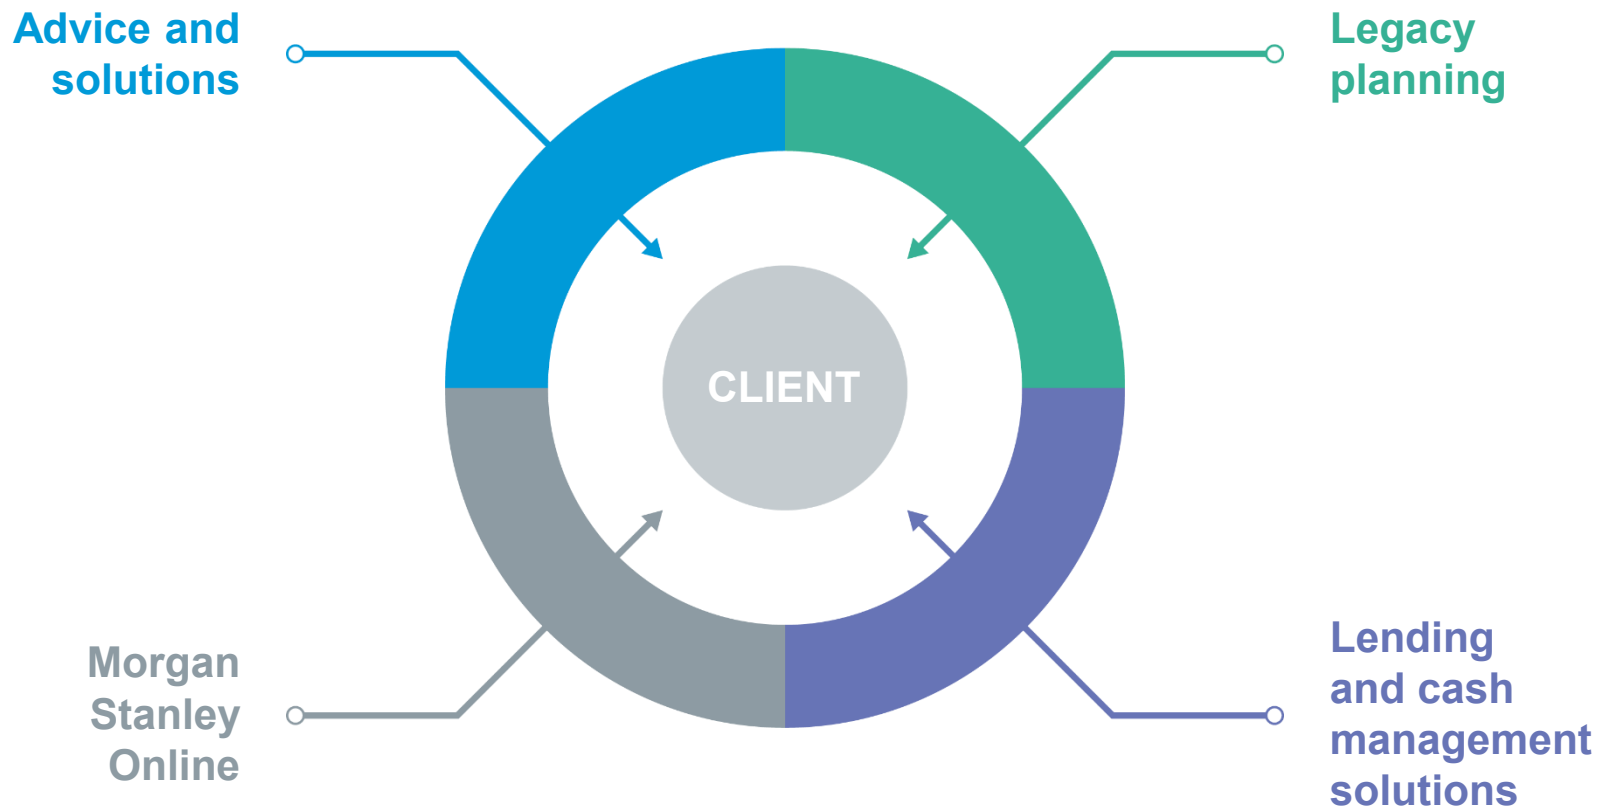 Advice and
solutions
Legacy
planning
CLIENT
Morgan
Stanley
Online
Lending
and cash
management
solutions